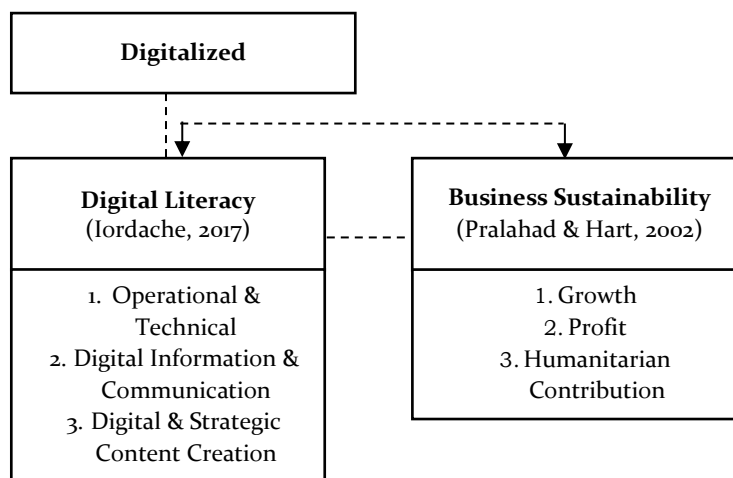 Digitalized
Digital Literacy
(Iordache, 2017)
1. Operational &
Technical
2. Digital Information &
Communication
3. Digital & Strategic
Content Creation
Business Sustainability
(Pralahad & Hart, 2002)
1. Growth
2. Profit
3. Humanitarian
Contribution